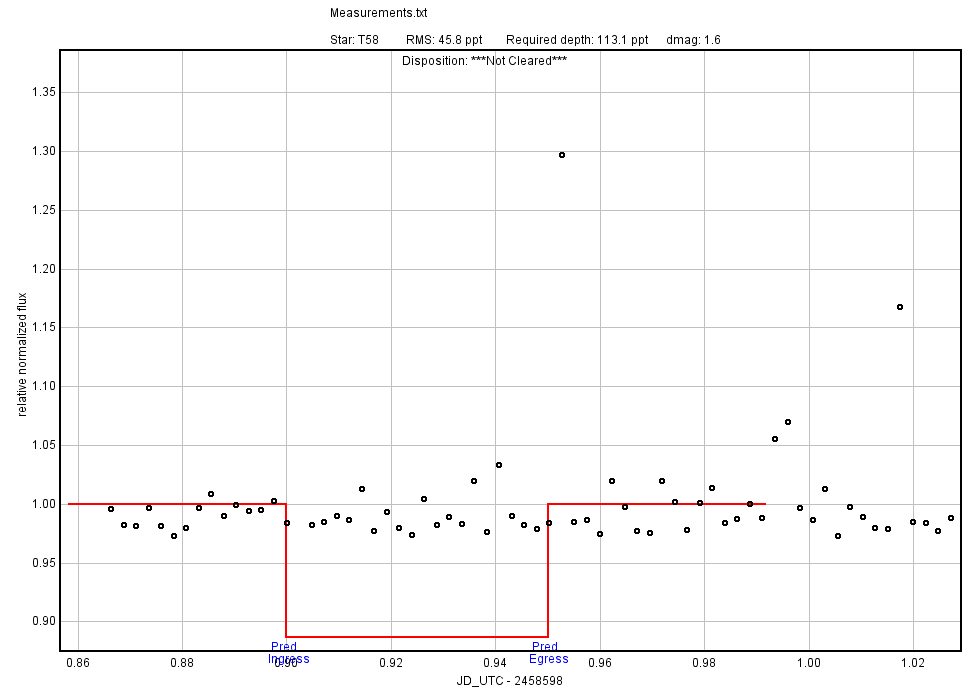 Measurements.txt
Star: T58 RMS: 45.8 ppt Required depth: 113.1 ppt dmag: 1.6
Disposition: ***Not Cleared***
1.35
1.30
1.25
1.20
1.15
1.10
1.05
1.00
0.95
0.90
relative normalized flux
Pred Pred
Ingress Egress
0.86 0.88 0.90 0.92 0.94 0.96 0.98 1.00 1.02
JD_UTC - 2458598